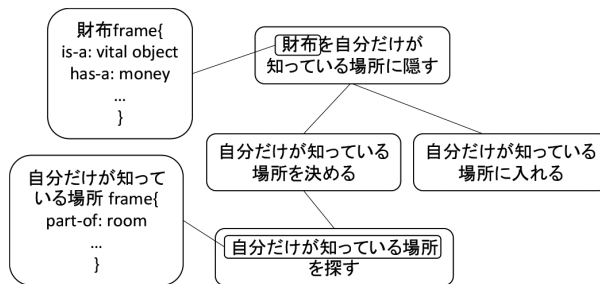 財布frame{
is-a: vital object
has-a: money
...
}
財布を自分だけが
知っている場所に隠す
自分だけが知っている
場所を決める
自分だけが知っている
場所に入れる
自分だけが知って
いる場所 frame{
part-of: room
...
}
自分だけが知っている場所
を探す